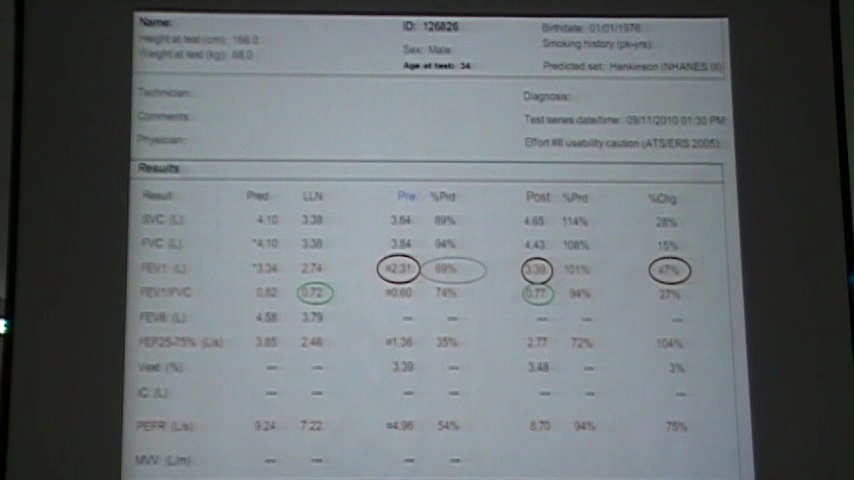 Name: ID: 126826 Birthdate: 01/01/1976
Height at test (cm): 166.0 Sex: Male Smoking history (pk-yrs):
Weight at test (kg): 68.0 Age at test: 34 Predicted set: Hankinson (NHANES III)
Technician: Diagnosis:
Comments: Test series date/time: 09/11/2010 01:30 PM
Physician: Effort #8 usability caution (ATS/ERS 2005):
Results
Result Pred LLN Pre %Prd Post %Prd %Chg
SVC (L) 4.10 3.38 3.64 89% 4.65 114% 28%
FVC (L) *4.10 3.38 3.84 94% 4.43 108% 15%
FEV1 (L) *3.34 2.74 ¤2.31 69% 3.39 101% 47%
FEV1/FVC 0.82 0.72 ¤0.60 74% 0.77 94% 27%
FEV6 (L) 4.58 3.79 -- -- -- -- --
FEF25-75% (L/s) 3.85 2.46 ¤1.36 35% 2.77 72% 104%
Vext (%) -- -- 3.39 -- 3.48 -- 3%
IC (L) -- -- -- -- -- -- --
PEFR (L/s) 9.24 7.22 ¤4.96 54% 8.70 94% 75%
MVV (L/m) -- -- -- --